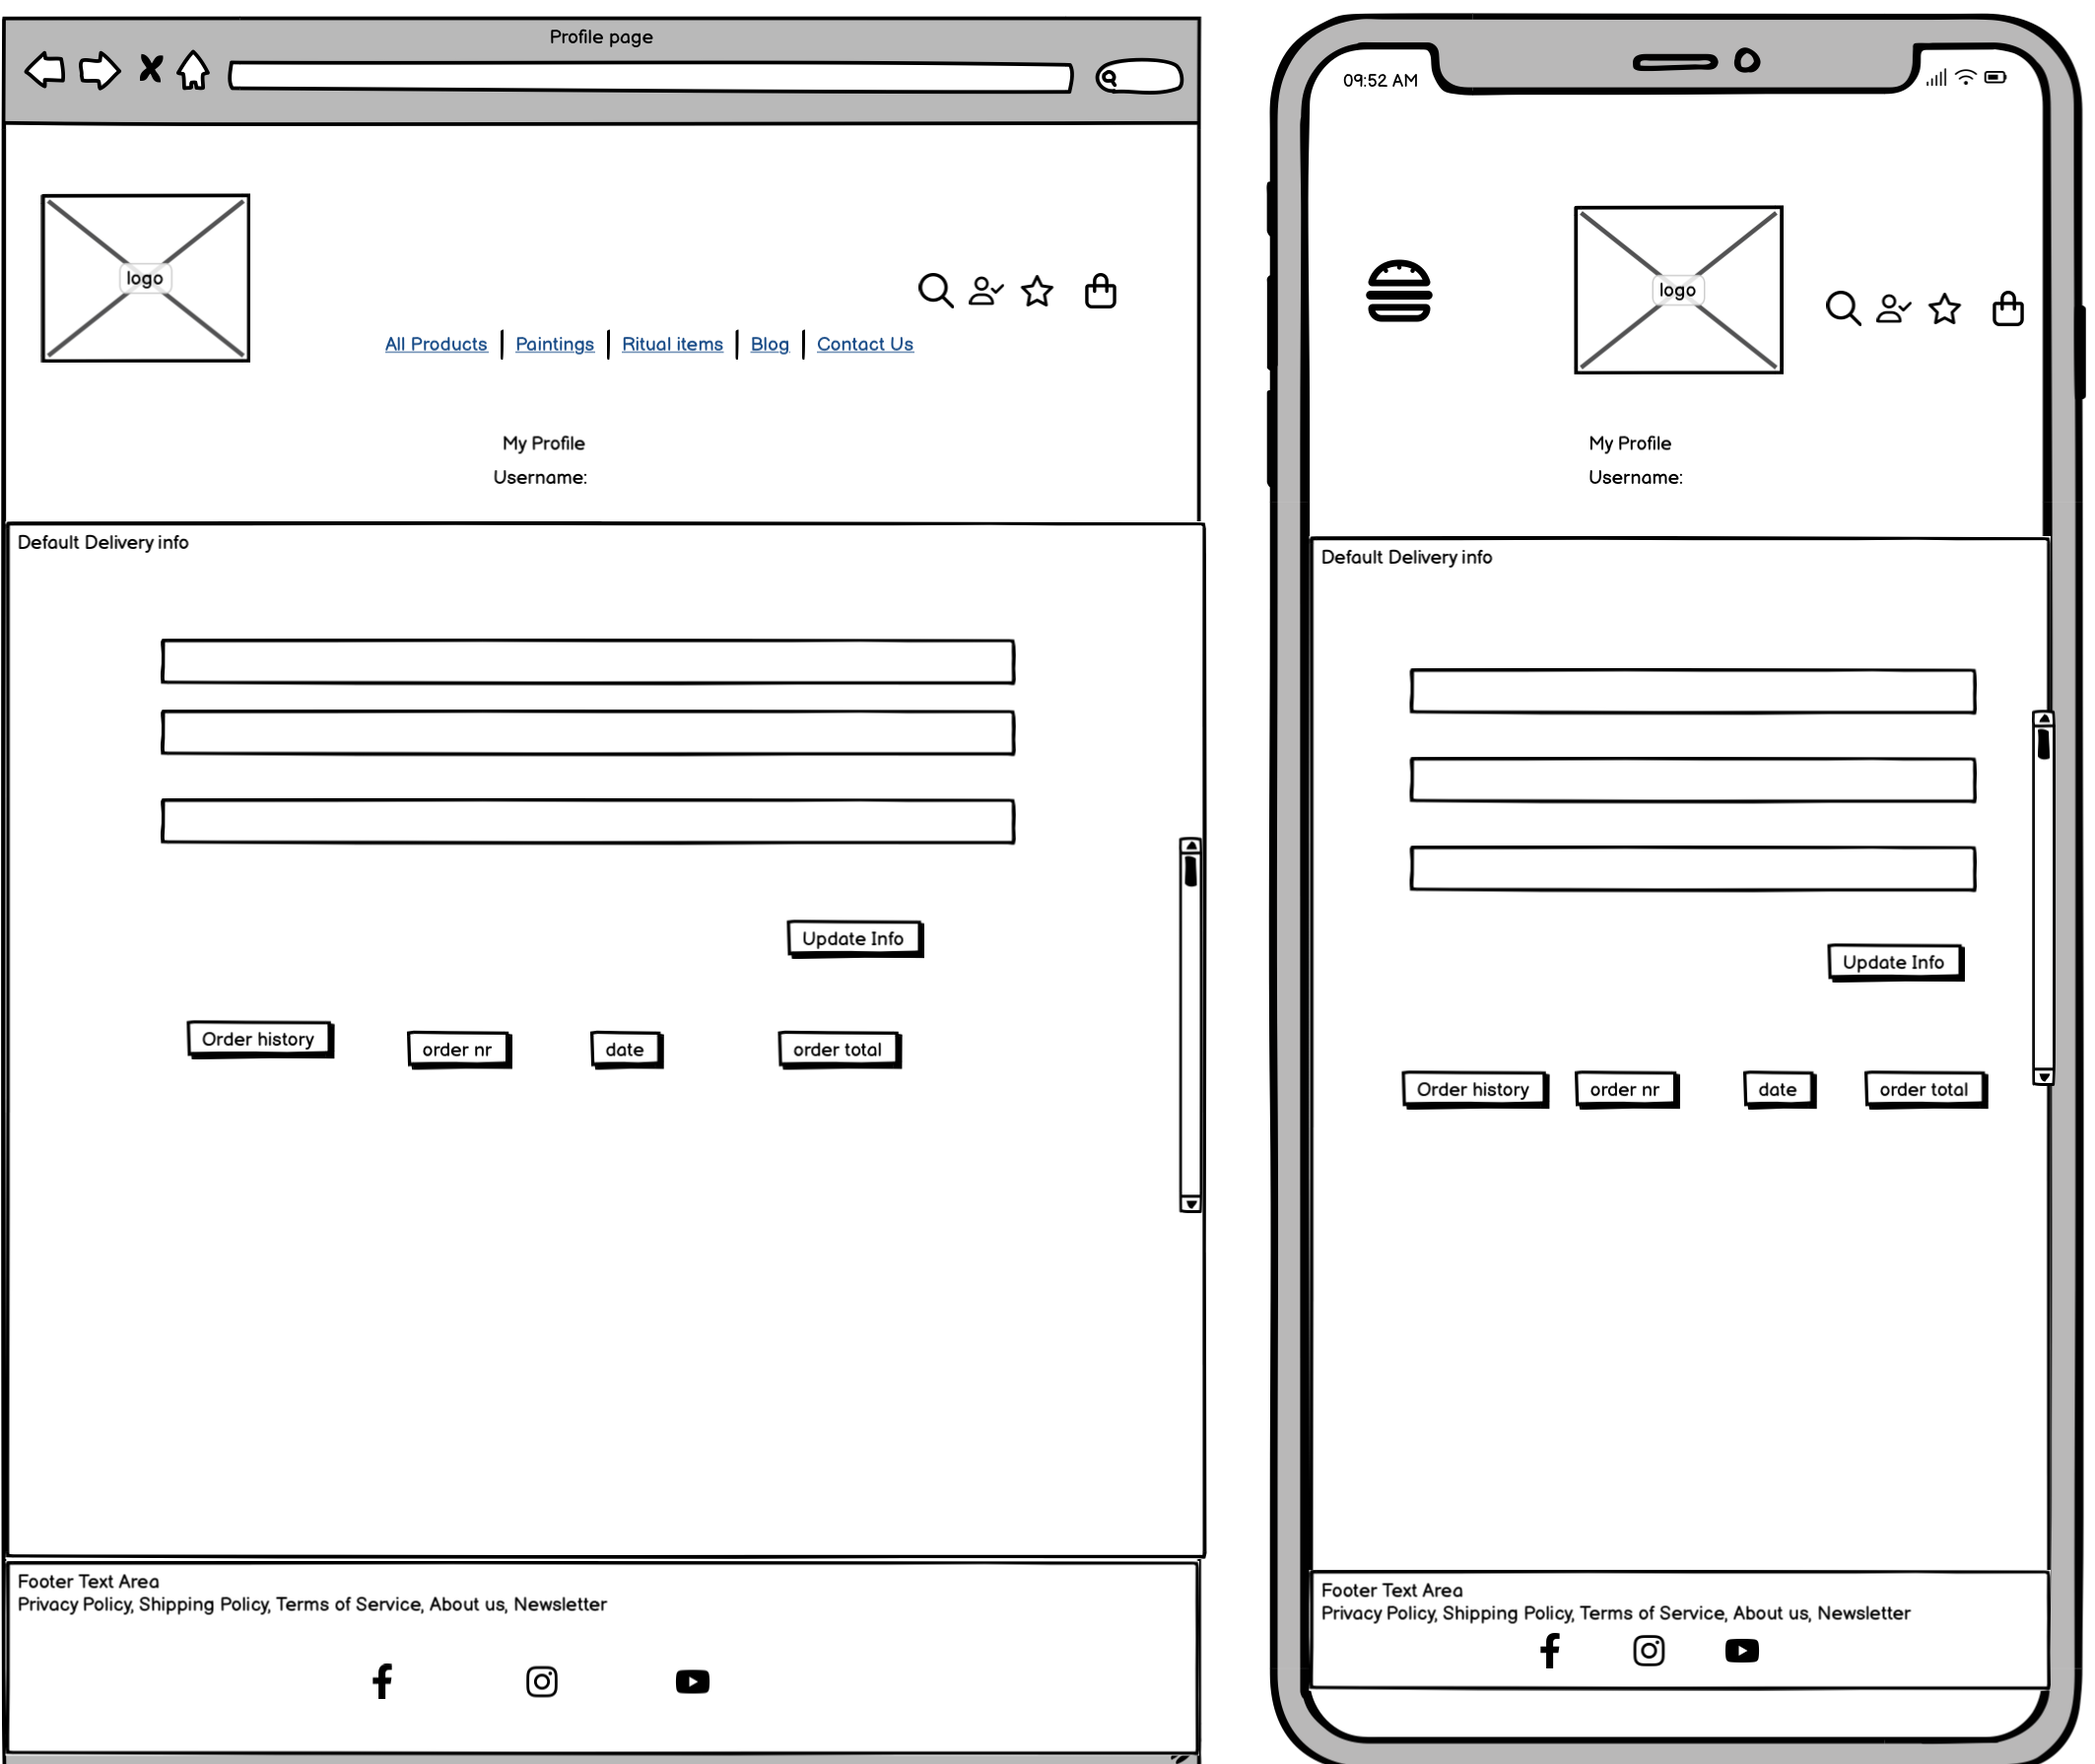 Profile page
logo
All Products | Paintings | Ritual items | Blog | Contact Us
My Profile
Username:
Default Delivery info
Update Info
Order history
order nr
date
order total
Footer Text Area
Privacy Policy, Shipping Policy, Terms of Service, About us, Newsletter
09:52 AM
logo
My Profile
Username:
Default Delivery info
Update Info
Order history
order nr
date
order total
Footer Text Area
Privacy Policy, Shipping Policy, Terms of Service, About us, Newsletter